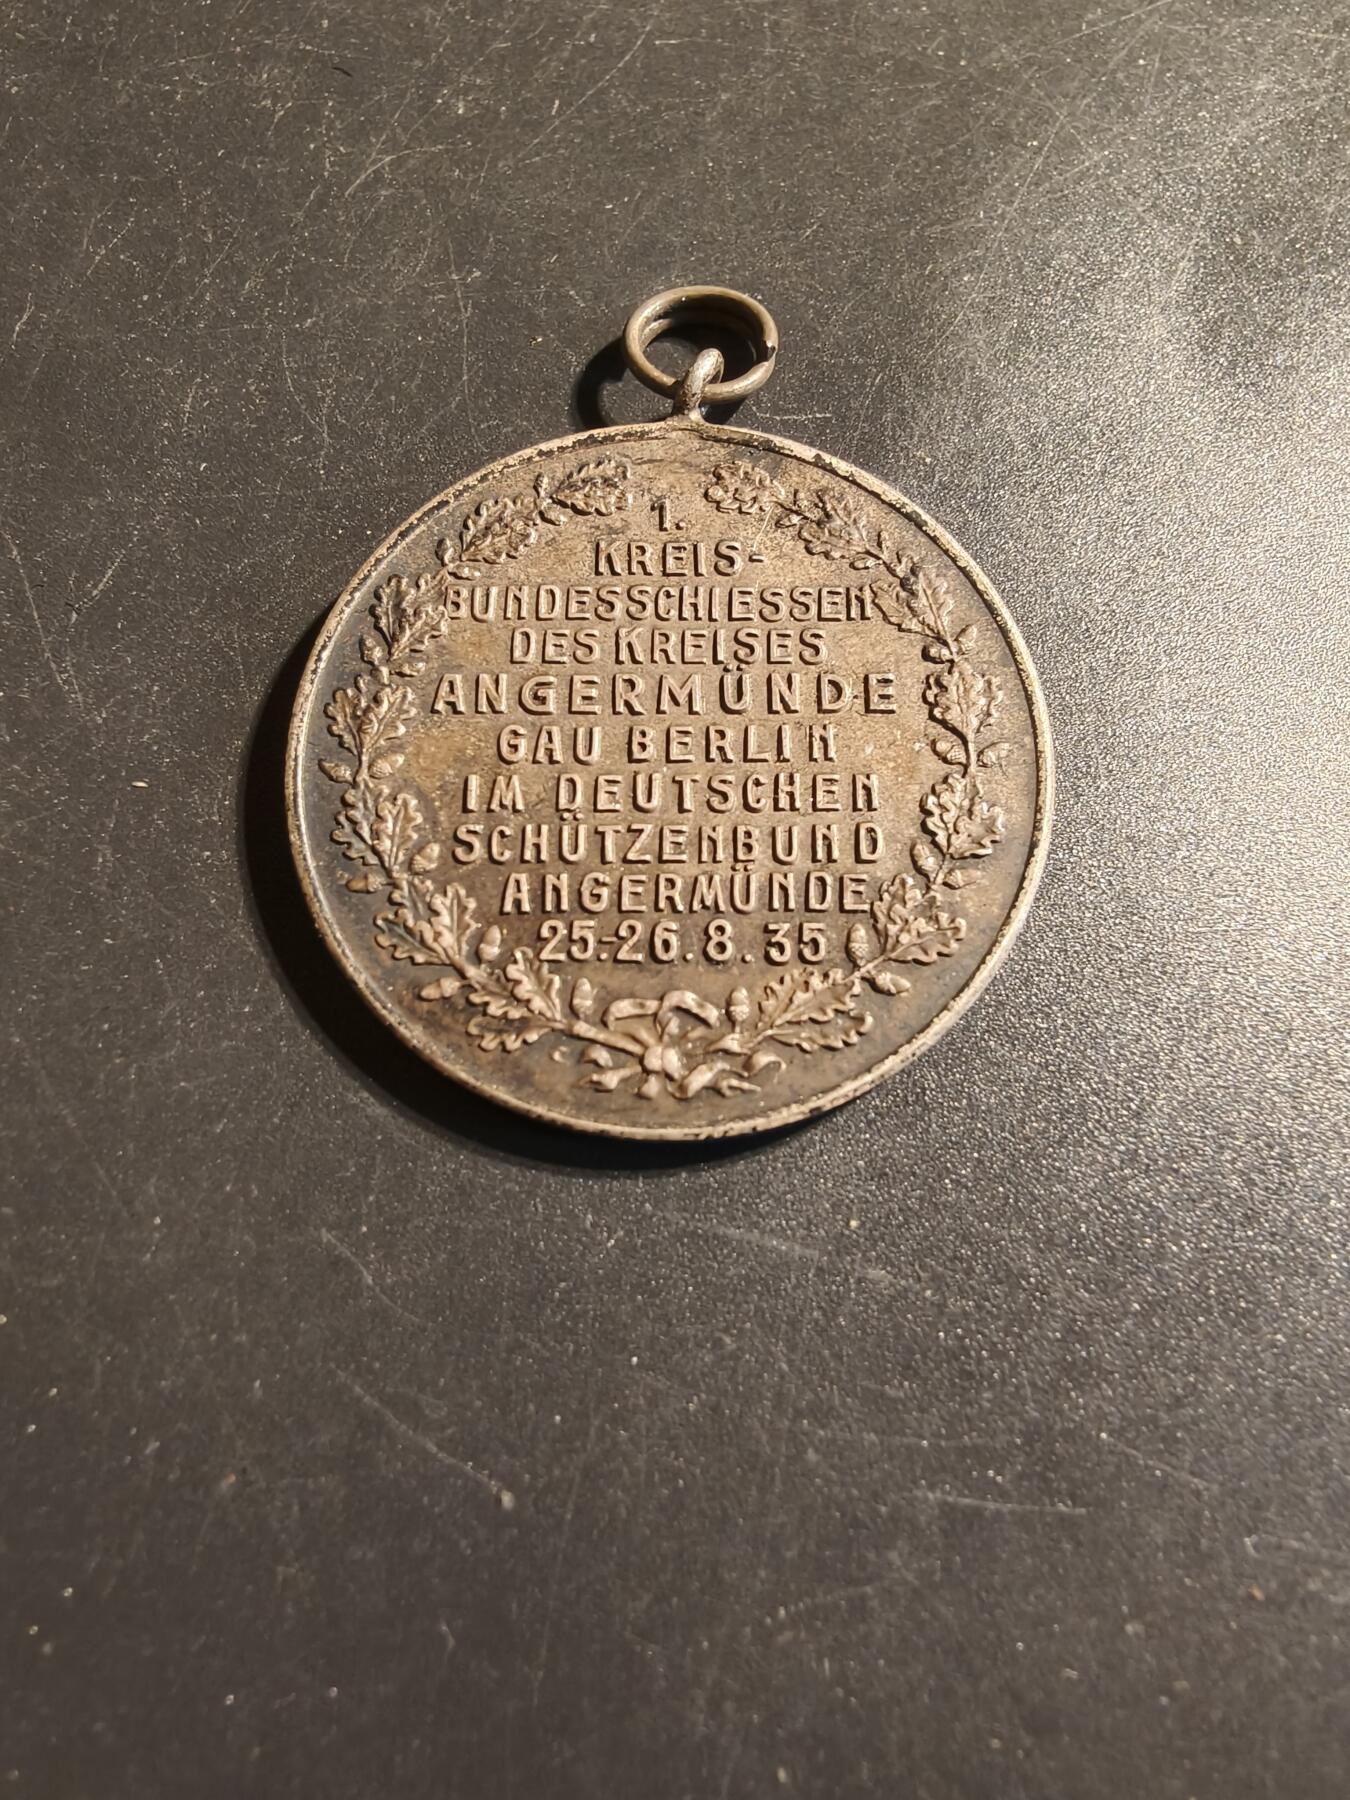 1.
KREIS-
BUNDESSCHIESSEN
DES KREISES
ANGERMÜNDE
GAU BERLIN
IM DEUTSCHEN
SCHÜTZENBUND
ANGERMÜNDE
25-26.8.35